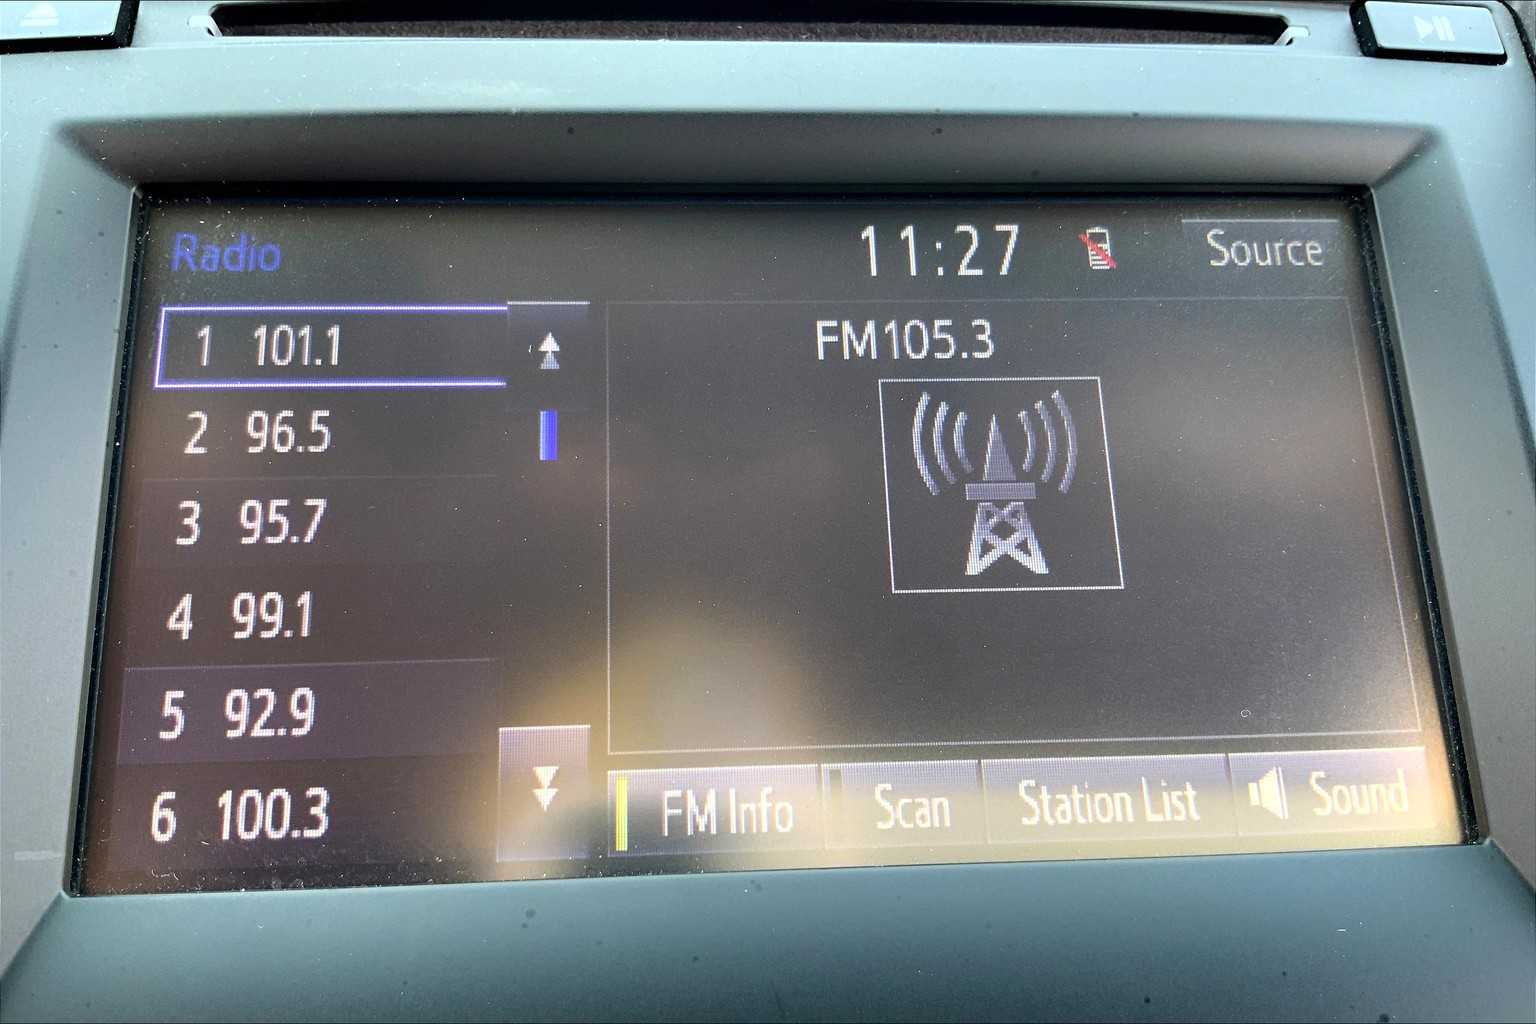 Radio 11:27 Source
1 101.1
FM105.3
2 96.5
3 95.7
4 99.1
5 92.9
6 100.3
FM Info Scan Station List Sound